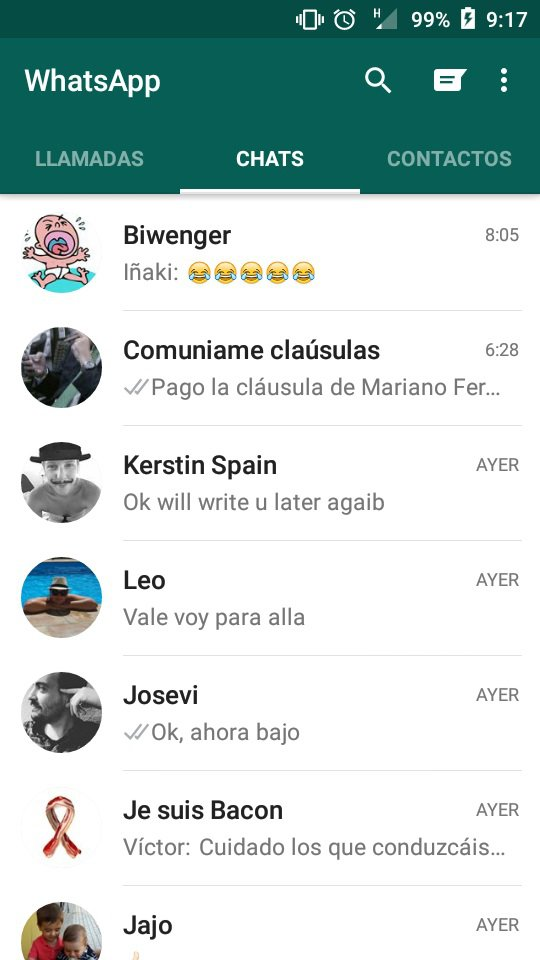 H 99% 9:17
WhatsApp
LLAMADAS CHATS CONTACTOS
Biwenger 8:05
Iñaki: 😂😂😂😂😂
Comuniame claúsulas 6:28
Pago la cláusula de Mariano Fer...
Kerstin Spain AYER
Ok will write u later agaib
Leo AYER
Vale voy para alla
Josevi AYER
Ok, ahora bajo
Je suis Bacon AYER
Víctor: Cuidado los que conduzcáis...
Jajo AYER